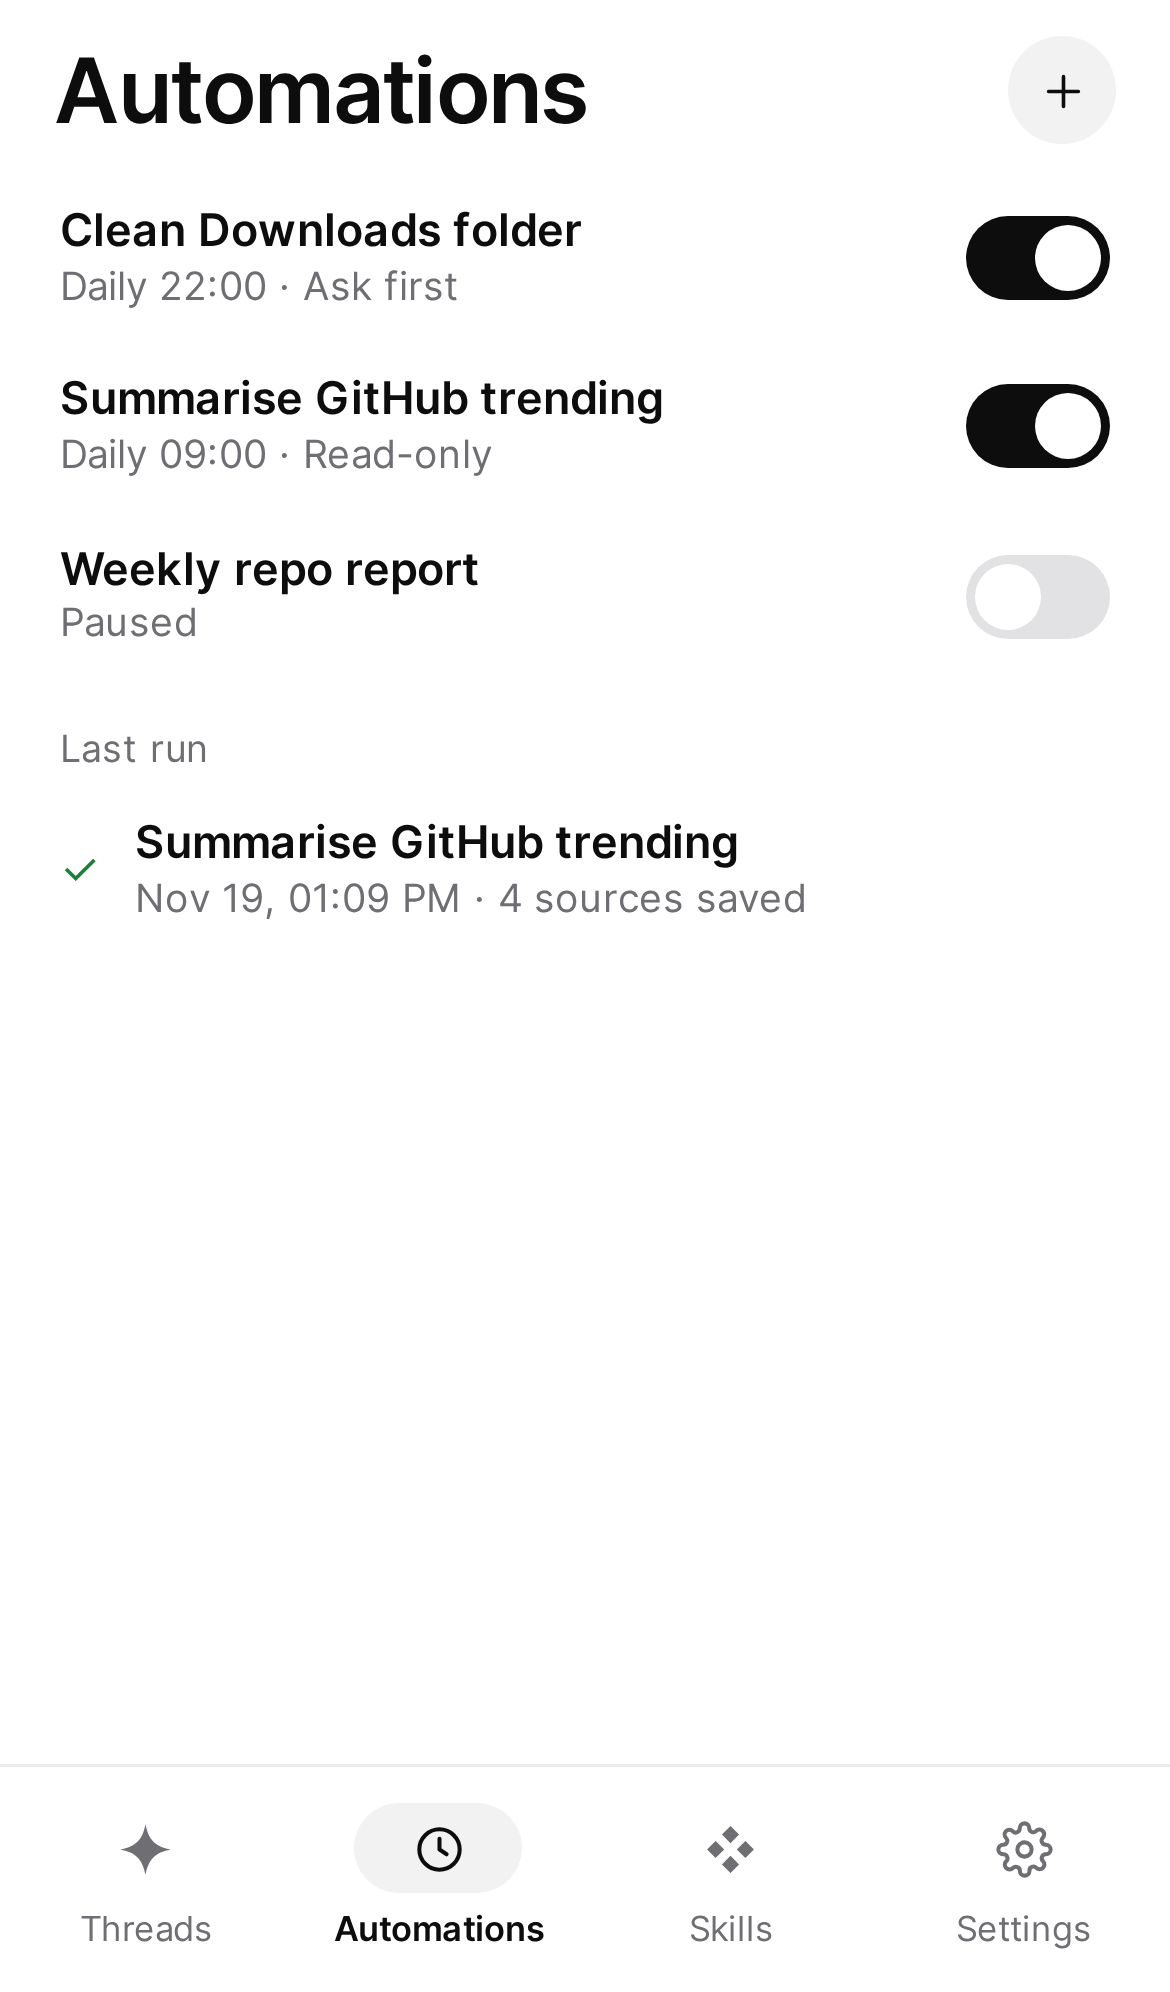 Automations
Clean Downloads folder
Daily 22:00 · Ask first
Summarise GitHub trending
Daily 09:00 · Read-only
Weekly repo report
Paused
Last run
Summarise GitHub trending
Nov 19, 01:09 PM · 4 sources saved
Threads
Automations
Skills
Settings